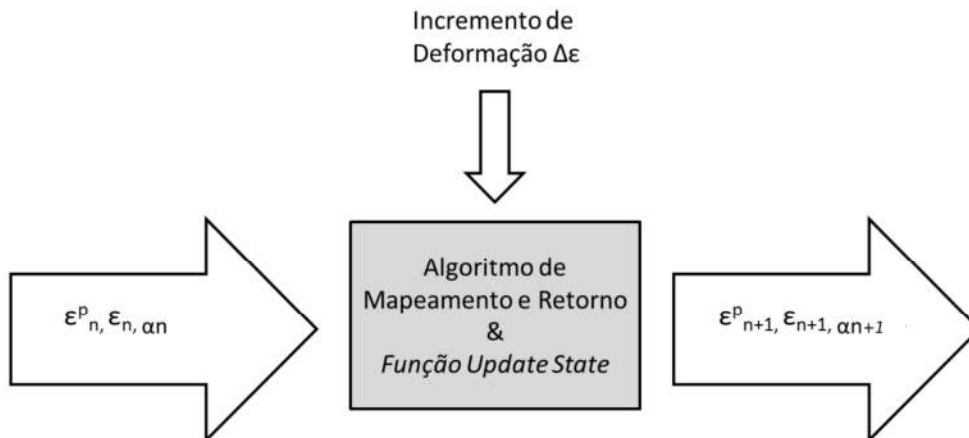 Incremento de
Deformação Δε
Algoritmo de
Mapeamento e Retorno
&
Função Update State
εᵖₙ, εₙ, αn
εᵖₙ₊₁, εₙ₊₁, αn+1